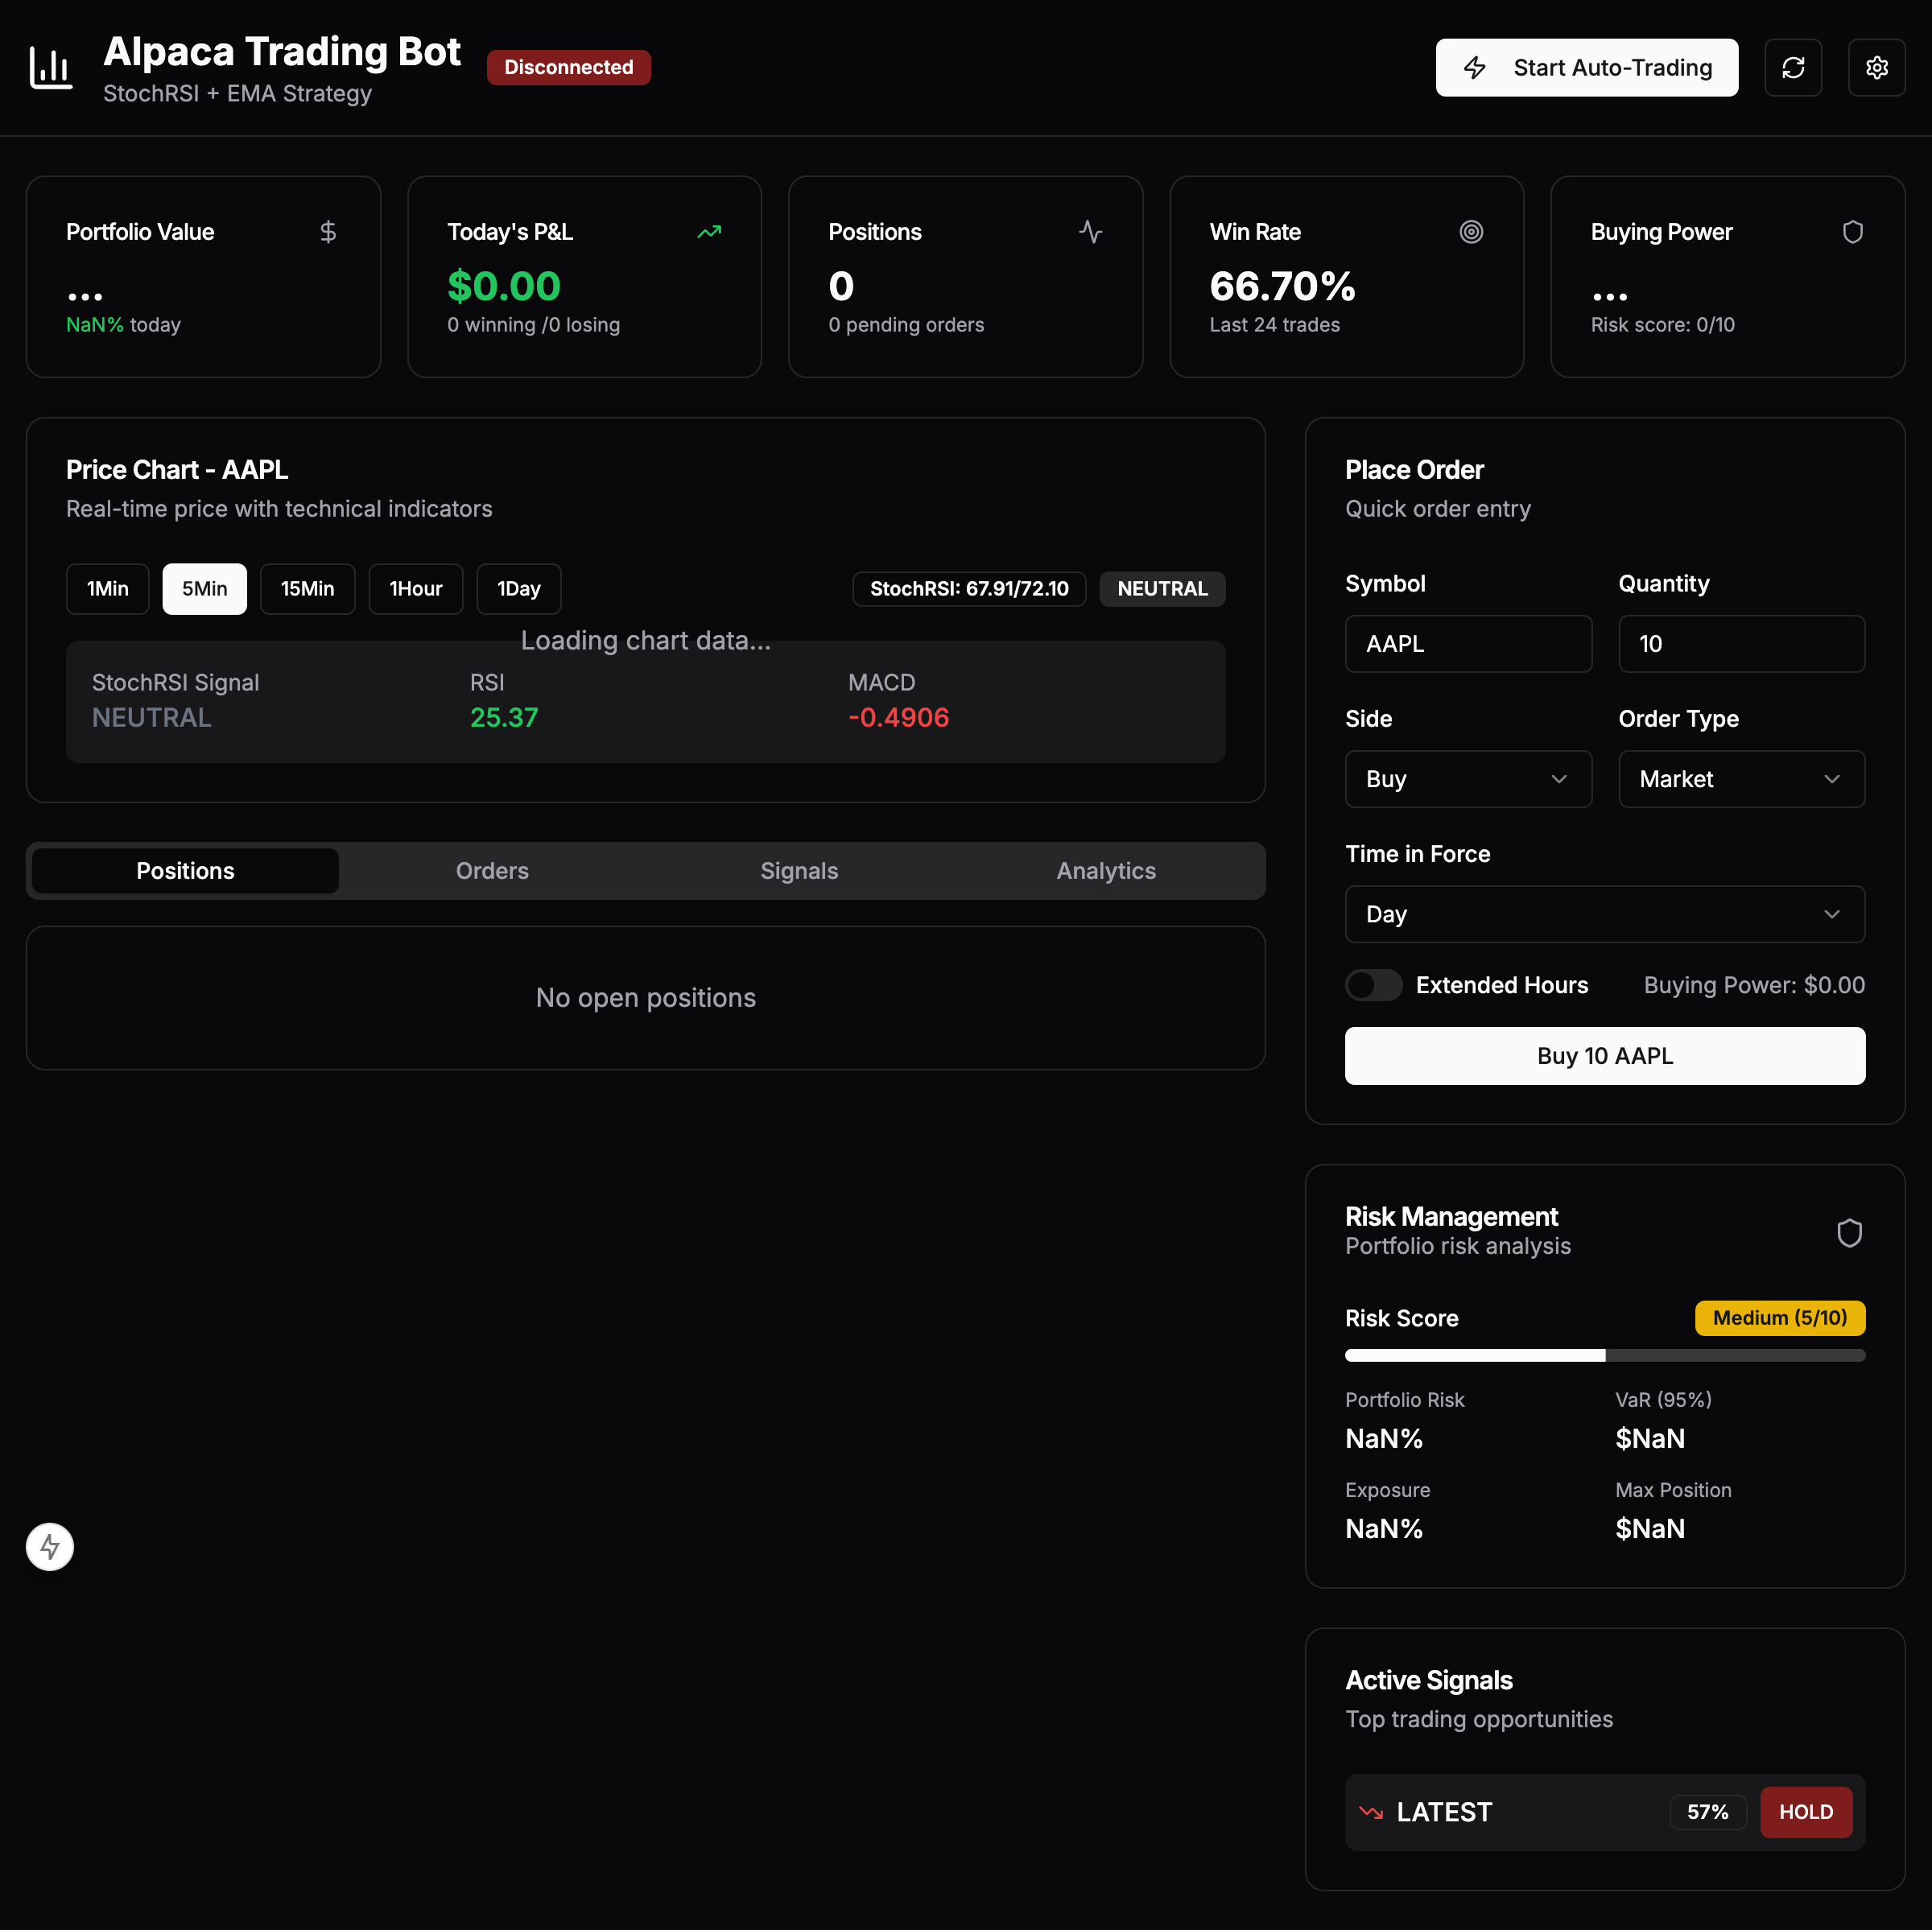 Alpaca Trading Bot
StochRSI + EMA Strategy
Disconnected
Start Auto-Trading
Portfolio Value
...
NaN% today
Today's P&L
$0.00
0 winning /0 losing
Positions
0
0 pending orders
Win Rate
66.70%
Last 24 trades
Buying Power
...
Risk score: 0/10
Price Chart - AAPL
Real-time price with technical indicators
1Min
5Min
15Min
1Hour
1Day
StochRSI: 67.91/72.10
NEUTRAL
Loading chart data...
StochRSI Signal
NEUTRAL
RSI
25.37
MACD
-0.4906
Positions
Orders
Signals
Analytics
No open positions
Place Order
Quick order entry
Symbol
AAPL
Quantity
10
Side
Buy
Order Type
Market
Time in Force
Day
Extended Hours
Buying Power: $0.00
Buy 10 AAPL
Risk Management
Portfolio risk analysis
Risk Score
Medium (5/10)
Portfolio Risk
NaN%
VaR (95%)
$NaN
Exposure
NaN%
Max Position
$NaN
Active Signals
Top trading opportunities
LATEST
57%
HOLD